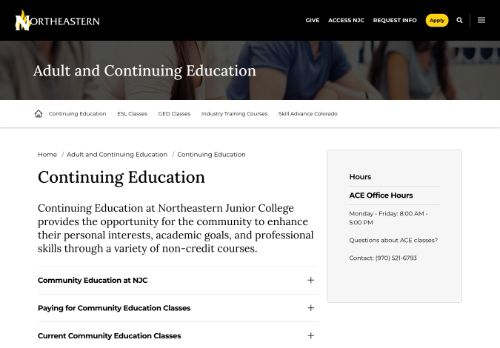 NORTHEASTERN
GIVE ACCESS NJC REQUEST INFO Apply
Adult and Continuing Education
Continuing Education ESL Classes GED Classes Industry Training Courses Skill Advance Colorado
Home / Adult and Continuing Education / Continuing Education
Continuing Education
Continuing Education at Northeastern Junior College
provides the opportunity for the community to enhance
their personal interests, academic goals, and professional
skills through a variety of non-credit courses.
Community Education at NJC
Paying for Community Education Classes
Current Community Education Classes
Hours
ACE Office Hours
Monday - Friday: 8:00 AM -
5:00 PM
Questions about ACE classes?
Contact: (970) 521-6793